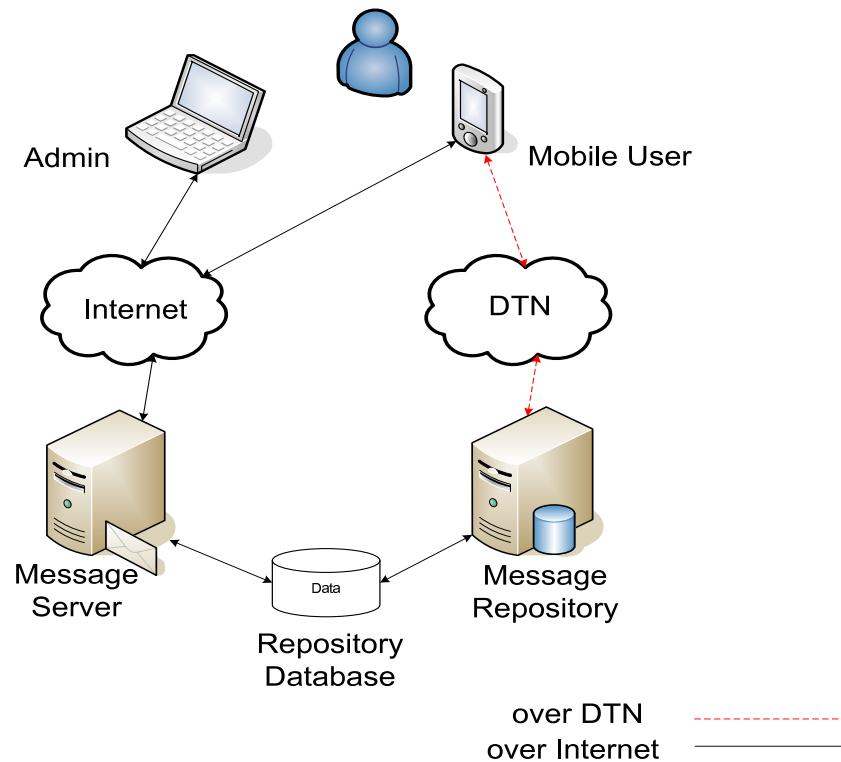 Admin
Mobile User
Internet
DTN
Message
Server
Data
Repository
Database
Message
Repository
over DTN
over Internet